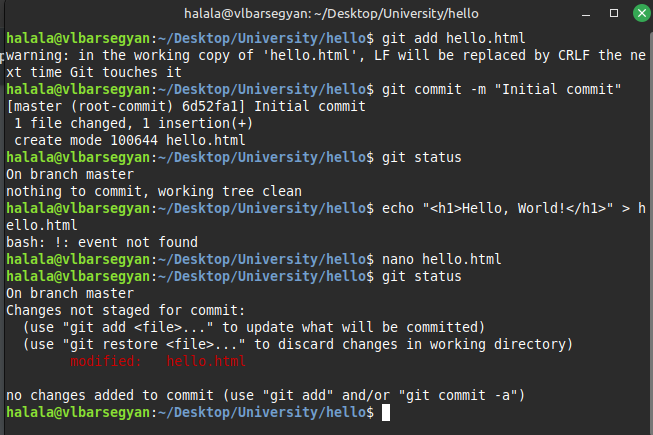 halala@vlbarsegyan: ~/Desktop/University/hello
halala@vlbarsegyan:~/Desktop/University/hello$ git add hello.html
warning: in the working copy of 'hello.html', LF will be replaced by CRLF the ne
xt time Git touches it
halala@vlbarsegyan:~/Desktop/University/hello$ git commit -m "Initial commit"
[master (root-commit) 6d52fa1] Initial commit
 1 file changed, 1 insertion(+)
 create mode 100644 hello.html
halala@vlbarsegyan:~/Desktop/University/hello$ git status
On branch master
nothing to commit, working tree clean
halala@vlbarsegyan:~/Desktop/University/hello$ echo "<h1>Hello, World!</h1>" > h
ello.html
bash: !: event not found
halala@vlbarsegyan:~/Desktop/University/hello$ nano hello.html
halala@vlbarsegyan:~/Desktop/University/hello$ git status
On branch master
Changes not staged for commit:
  (use "git add <file>..." to update what will be committed)
  (use "git restore <file>..." to discard changes in working directory)
        modified:   hello.html

no changes added to commit (use "git add" and/or "git commit -a")
halala@vlbarsegyan:~/Desktop/University/hello$